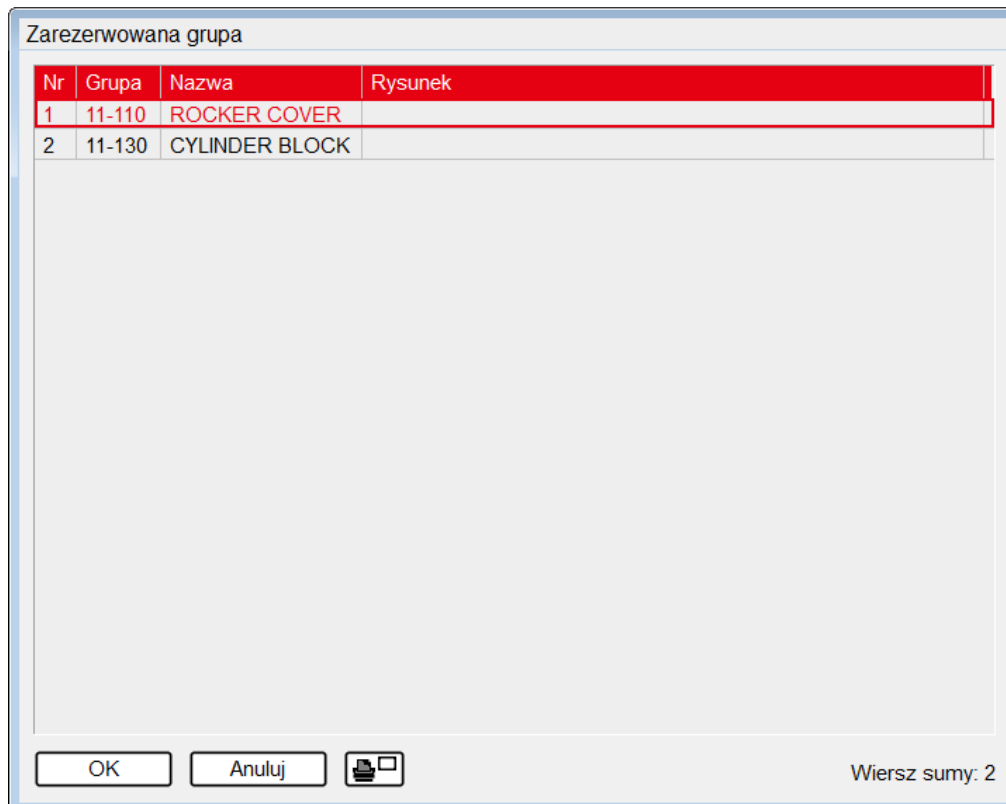 Zarezerwowana grupa
Nr Grupa Nazwa Rysunek
1 11-110 ROCKER COVER
2 11-130 CYLINDER BLOCK
OK Anuluj Wiersz sumy: 2